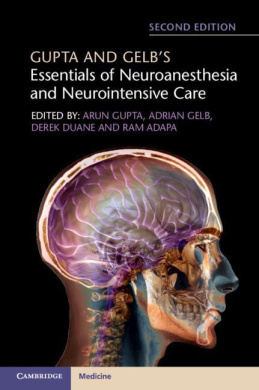 SECOND EDITION
GUPTA AND GELB'S
Essentials of Neuroanesthesia
and Neurointensive Care
EDITED BY: ARUN GUPTA, ADRIAN GELB,
DEREK DUANE AND RAM ADAPA
CAMBRIDGE Medicine